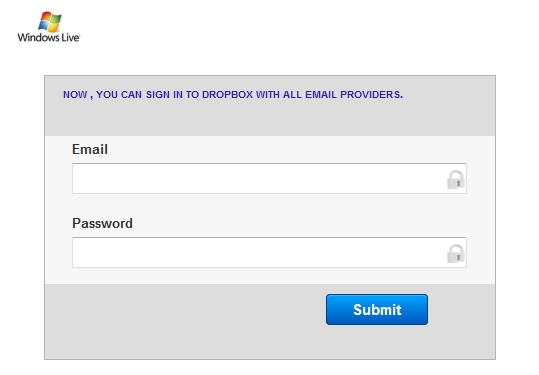 Windows Live
NOW , YOU CAN SIGN IN TO DROPBOX WITH ALL EMAIL PROVIDERS.
Email
Password
Submit